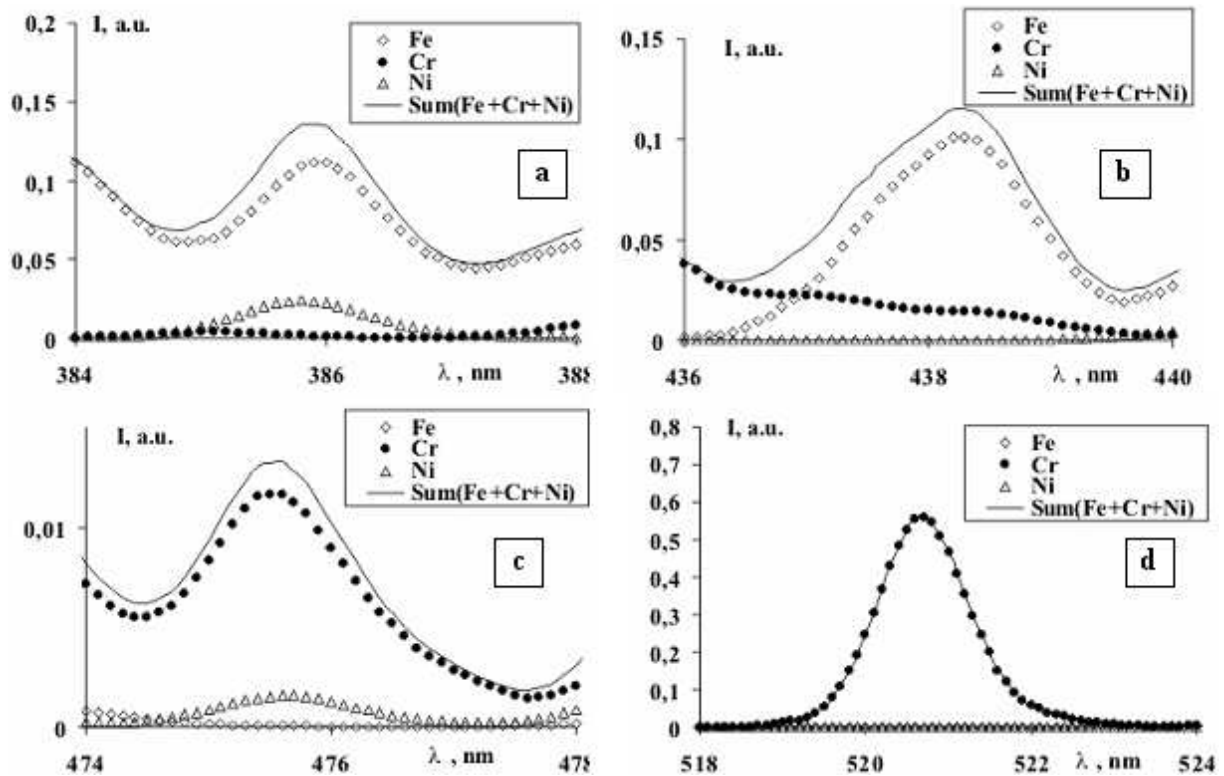 0,2
I, a.u.
Fe
Cr
Ni
Sum(Fe+Cr+Ni)
0,15
a
0,1
0,05
0
384
386
λ , nm
388
0,15
I, a.u.
Fe
Cr
Ni
Sum(Fe+Cr+Ni)
0,1
b
0,05
0
436
438
λ , nm
440
I, a.u.
Fe
Cr
Ni
Sum(Fe+Cr+Ni)
0,01
c
0
474
476
λ , nm
478
0,8
I, a.u.
0,7
Fe
Cr
0,6
Ni
Sum(Fe+Cr+Ni)
0,5
0,4
d
0,3
0,2
0,1
0
518
520
522
λ , nm
524